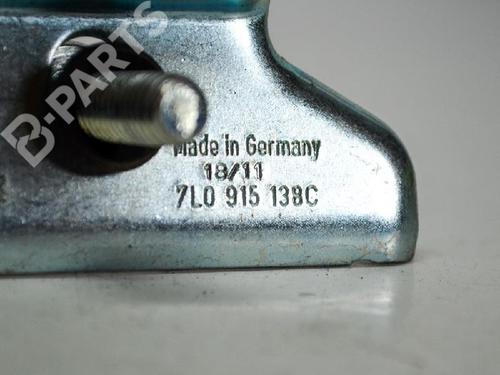 B-PARTS
Made in Germany
18/11
7L0 915 138C